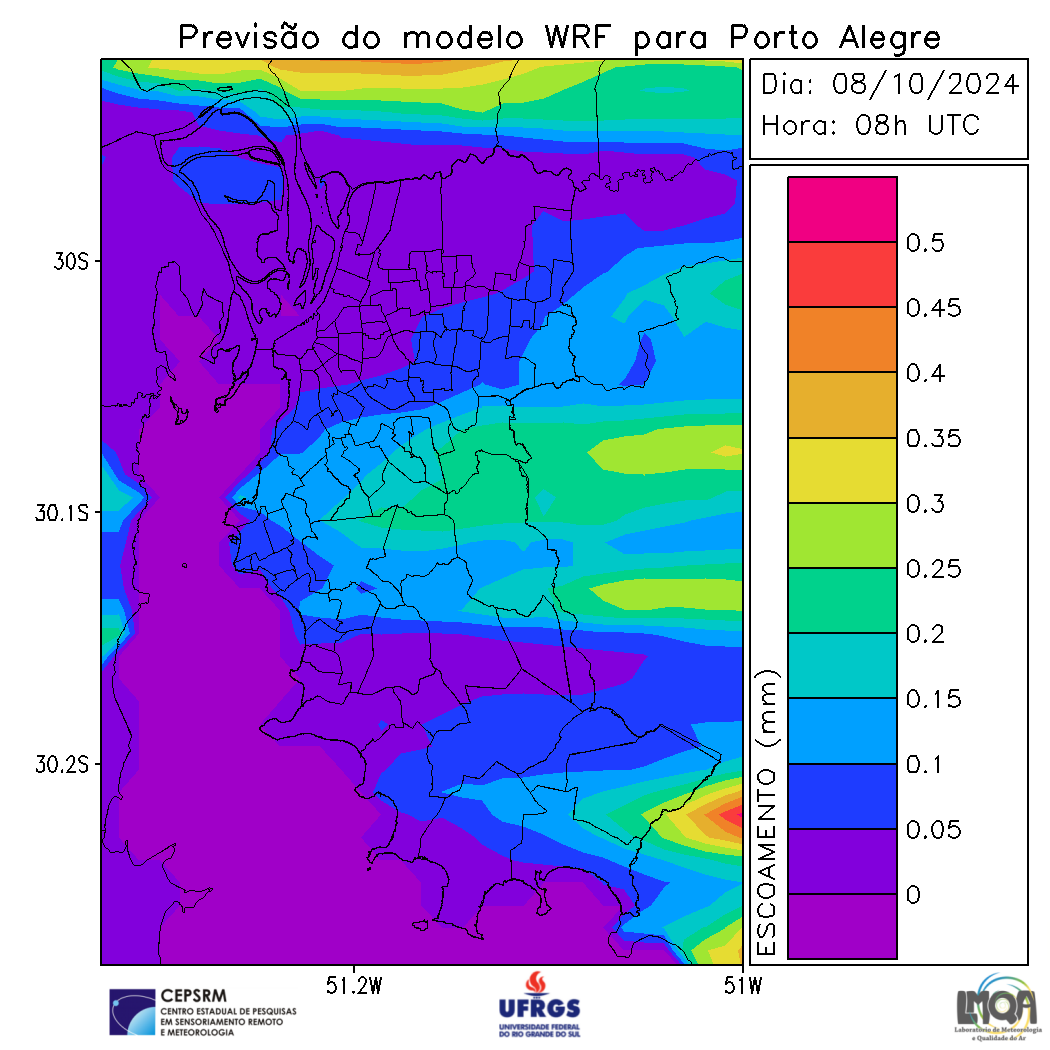 Previsão do modelo WRF para Porto Alegre
Dia: 08/10/2024
Hora: 08h UTC
30S
30.1S
30.2S
51.2W
51W
ESCOAMENTO (mm)
0.5
0.45
0.4
0.35
0.3
0.25
0.2
0.15
0.1
0.05
0
CEPSRM
CENTRO ESTADUAL DE PESQUISAS
EM SENSORIAMENTO REMOTO
E METEOROLOGIA
UFRGS
UNIVERSIDADE FEDERAL
DO RIO GRANDE DO SUL
LMQA
Laboratório de Meteorologia
e Qualidade do Ar